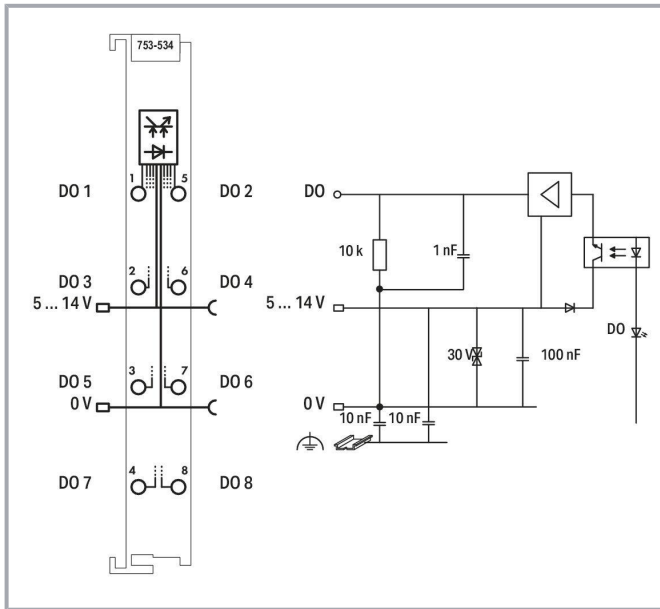 753-534
1 5
DO 1 DO 2 DO
10 k 1 nF
2 6
DO 3 DO 4
5 ... 14 V 5 ... 14 V
DO
30 V 100 nF
3 7
DO 5 DO 6
0 V 0 V
10 nF 10 nF
4 8
DO 7 DO 8